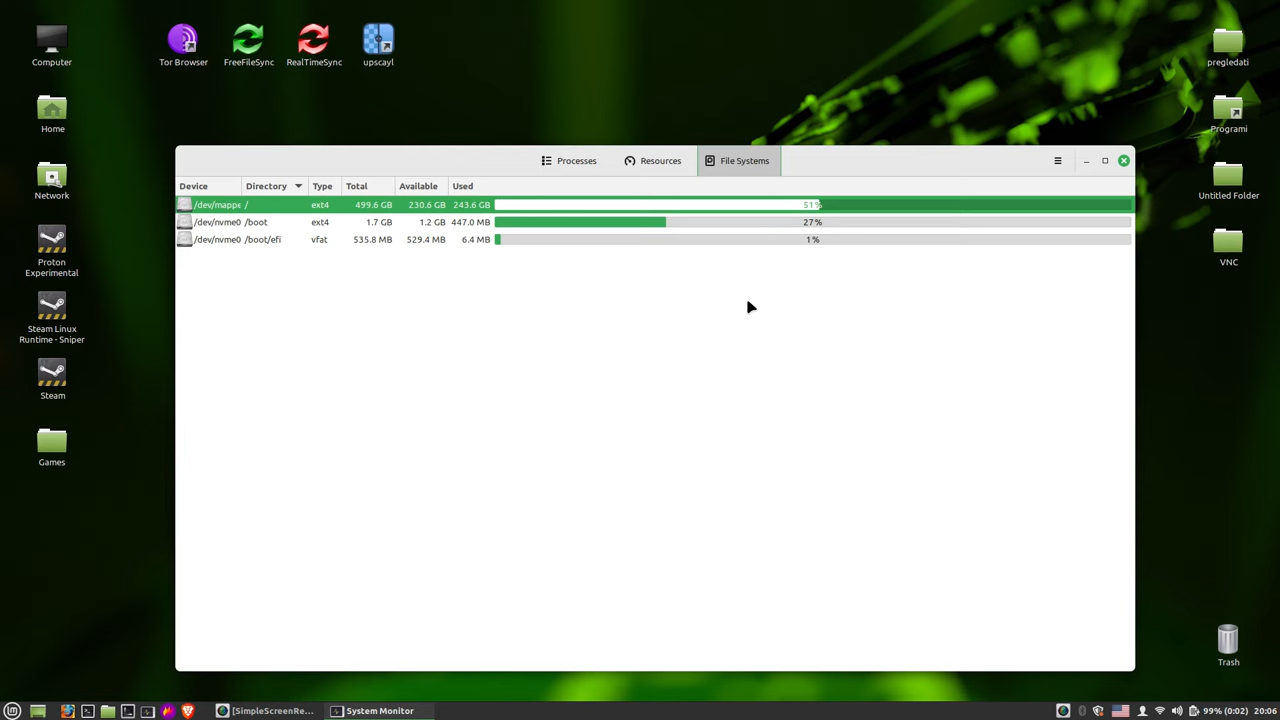 Computer
Tor Browser
FreeFileSync
RealTimeSync
upscayl
pregledati
Home
Programi
Network
Untitled Folder
Proton
Experimental
VNC
Steam Linux
Runtime - Sniper
Steam
Games
Trash
Processes
Resources
File Systems
Device Directory Type Total Available Used
/dev/mappe / ext4 499.6 GB 230.6 GB 243.6 GB 51%
/dev/nvme0 /boot ext4 1.7 GB 1.2 GB 447.0 MB 27%
/dev/nvme0 /boot/efi vfat 535.8 MB 529.4 MB 6.4 MB 1%
[SimpleScreenRe...
System Monitor
99% (0:02) 20:06